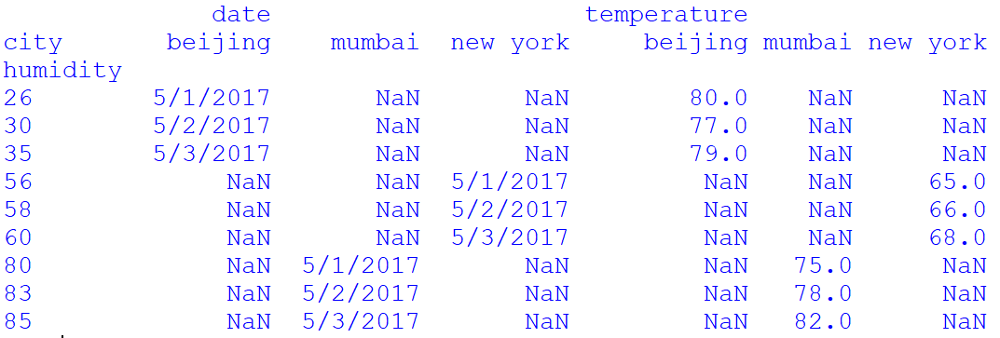 date temperature
city beijing mumbai new york beijing mumbai new york
humidity
26 5/1/2017 NaN NaN 80.0 NaN NaN
30 5/2/2017 NaN NaN 77.0 NaN NaN
35 5/3/2017 NaN NaN 79.0 NaN NaN
56 NaN NaN 5/1/2017 NaN NaN 65.0
58 NaN NaN 5/2/2017 NaN NaN 66.0
60 NaN NaN 5/3/2017 NaN NaN 68.0
80 NaN 5/1/2017 NaN NaN 75.0 NaN
83 NaN 5/2/2017 NaN NaN 78.0 NaN
85 NaN 5/3/2017 NaN NaN 82.0 NaN